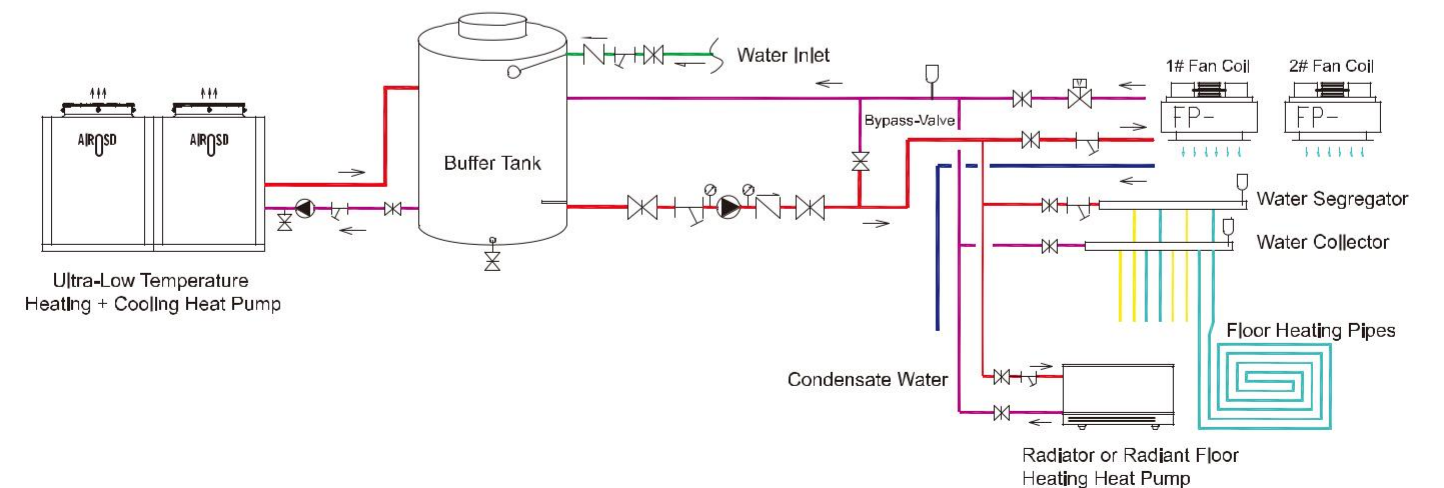 Water Inlet
1# Fan Coil
2# Fan Coil
AIROSD
AIROSD
Bypass-Valve
FP-
FP-
Buffer Tank
Water Segregator
Water Collector
Ultra-Low Temperature
Heating + Cooling Heat Pump
Floor Heating Pipes
Condensate Water
Radiator or Radiant Floor
Heating Heat Pump